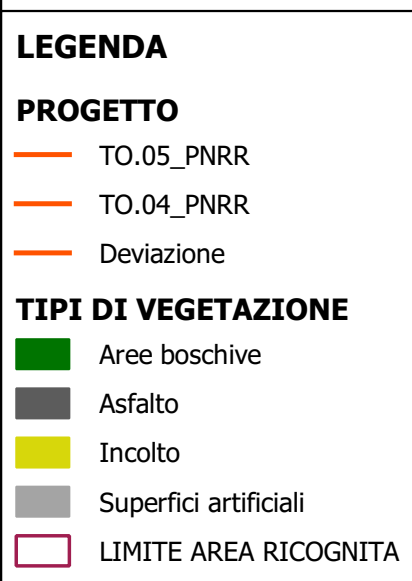 LEGENDA
PROGETTO
TO.05_PNRR
TO.04_PNRR
Deviazione
TIPI DI VEGETAZIONE
Aree boschive
Asfalto
Incolto
Superfici artificiali
LIMITE AREA RICOGNITA